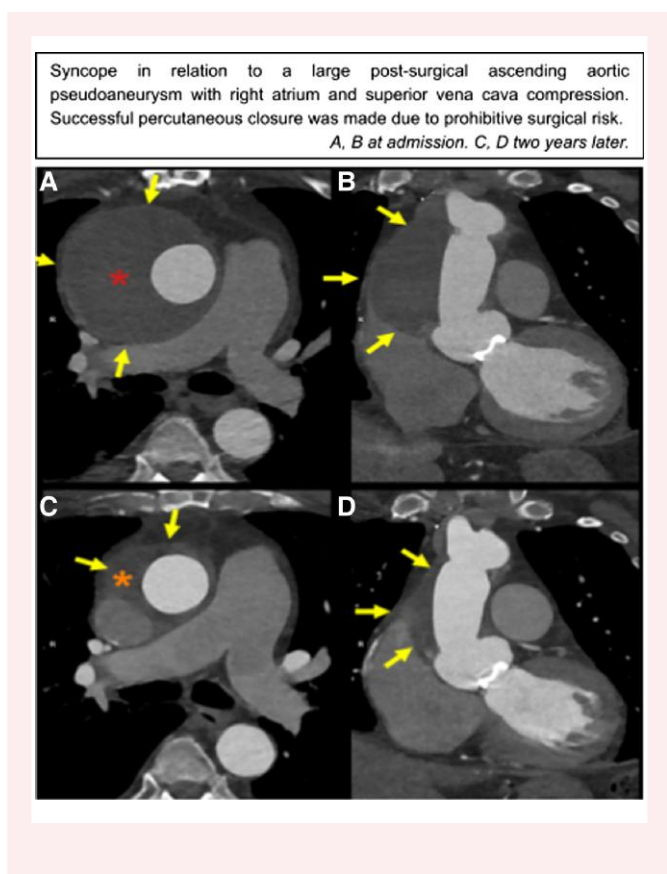 Syncope in relation to a large post-surgical ascending aortic
pseudoaneurysm with right atrium and superior vena cava compression.
Successful percutaneous closure was made due to prohibitive surgical risk.
A, B at admission. C, D two years later.
A
B
*
C
D
*